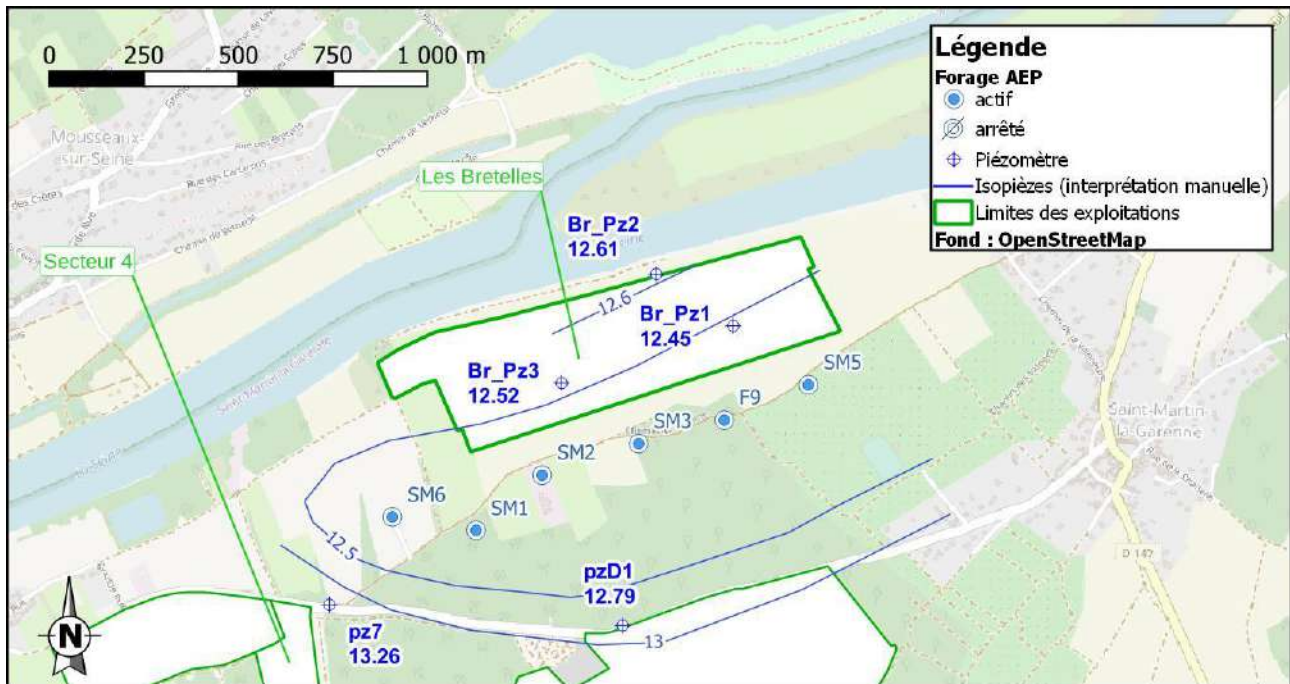 0 250 500 750 1 000 m
Légende
Forage AEP
actif
arrêté
Piézomètre
Isopièzes (interprétation manuelle)
Limites des exploitations
Fond : OpenStreetMap
Mousseaux-
sur-Seine
Les Bretelles
Secteur 4
Br_Pz2
12.61
12.6
Br_Pz1
12.45
Br_Pz3
12.52
SM5
F9
SM3
SM2
SM6
SM1
12.5
Saint-Martin
-la-Garenne
D 147
pzD1
12.79
13
pz7
13.26
N